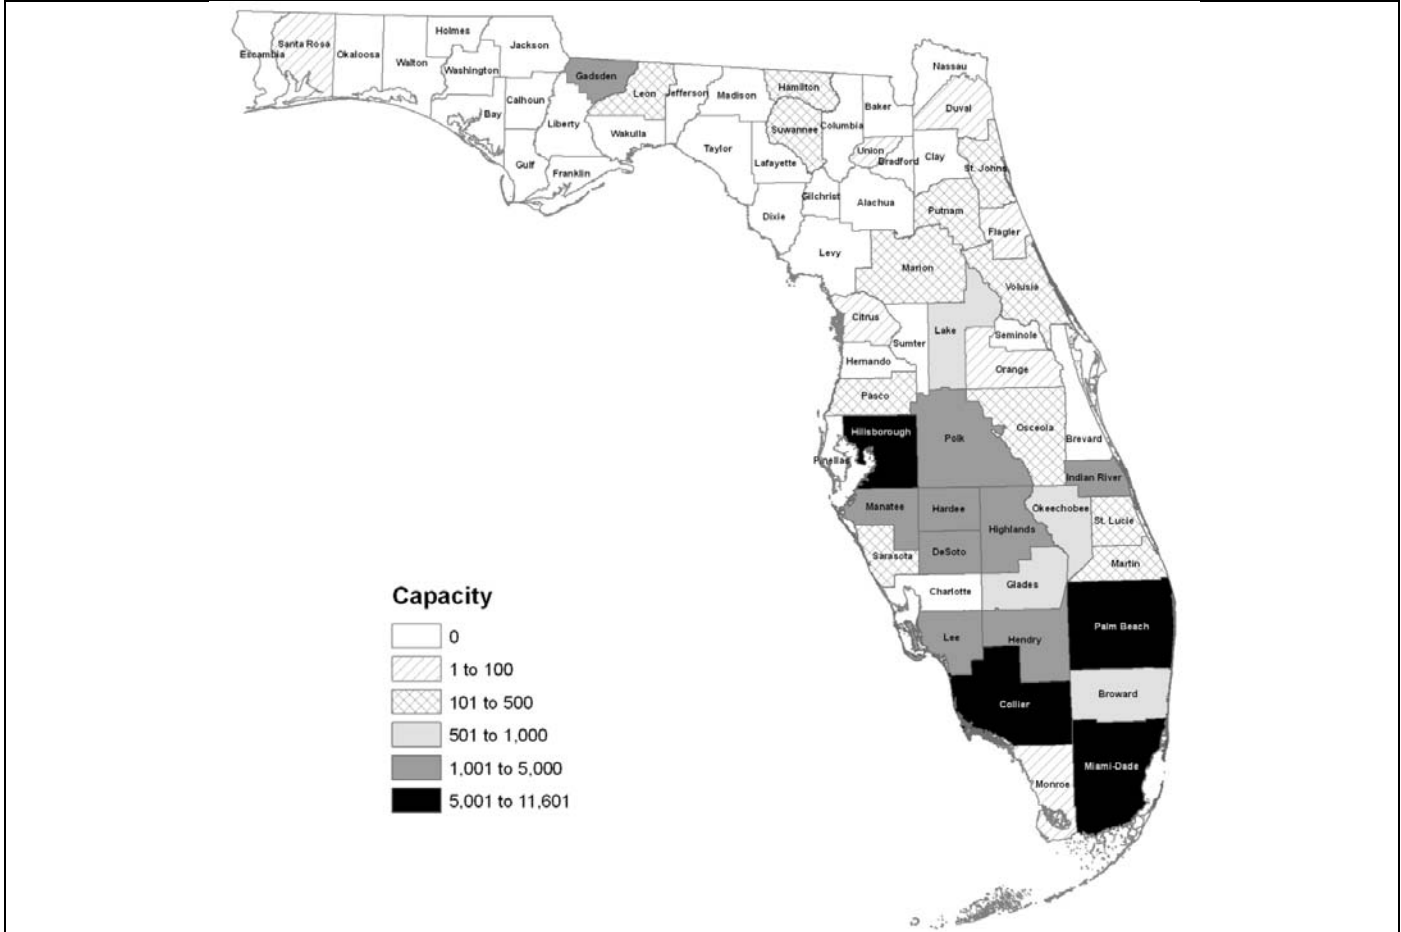 Holmes
Jackson
Santa Rosa
Escambia
Okaloosa
Walton
Washington
Nassau
Gadsden
Hamilton
Leon
Jefferson
Madison
Calhoun
Baker
Duval
Bay
Liberty
Wakulla
Suwannee
Columbia
Taylor
Union
Bradford
Clay
Gulf
Lafayette
St. Johns
Franklin
Gilchrist
Alachua
Putnam
Dixie
Flagler
Levy
Marion
Volusia
Citrus
Lake
Seminole
Sumter
Hernando
Orange
Pasco
Hillsborough
Polk
Osceola
Brevard
Pinellas
Indian River
Manatee
Hardee
Okeechobee
St. Lucie
Highlands
Sarasota
DeSoto
Martin
Glades
Charlotte
Palm Beach
Lee
Hendry
Broward
Collier
Miami-Dade
Monroe
Capacity
0
1 to 100
101 to 500
501 to 1,000
1,001 to 5,000
5,001 to 11,601